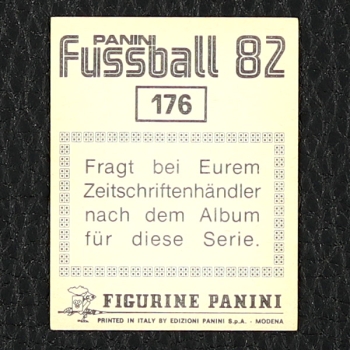 PANINI
Fussball 82
176
Fragt bei Eurem
Zeitschriftenhändler
nach dem Album
für diese Serie.
FIGURINE PANINI
PRINTED IN ITALY BY EDIZIONI PANINI S.p.A. - MODENA